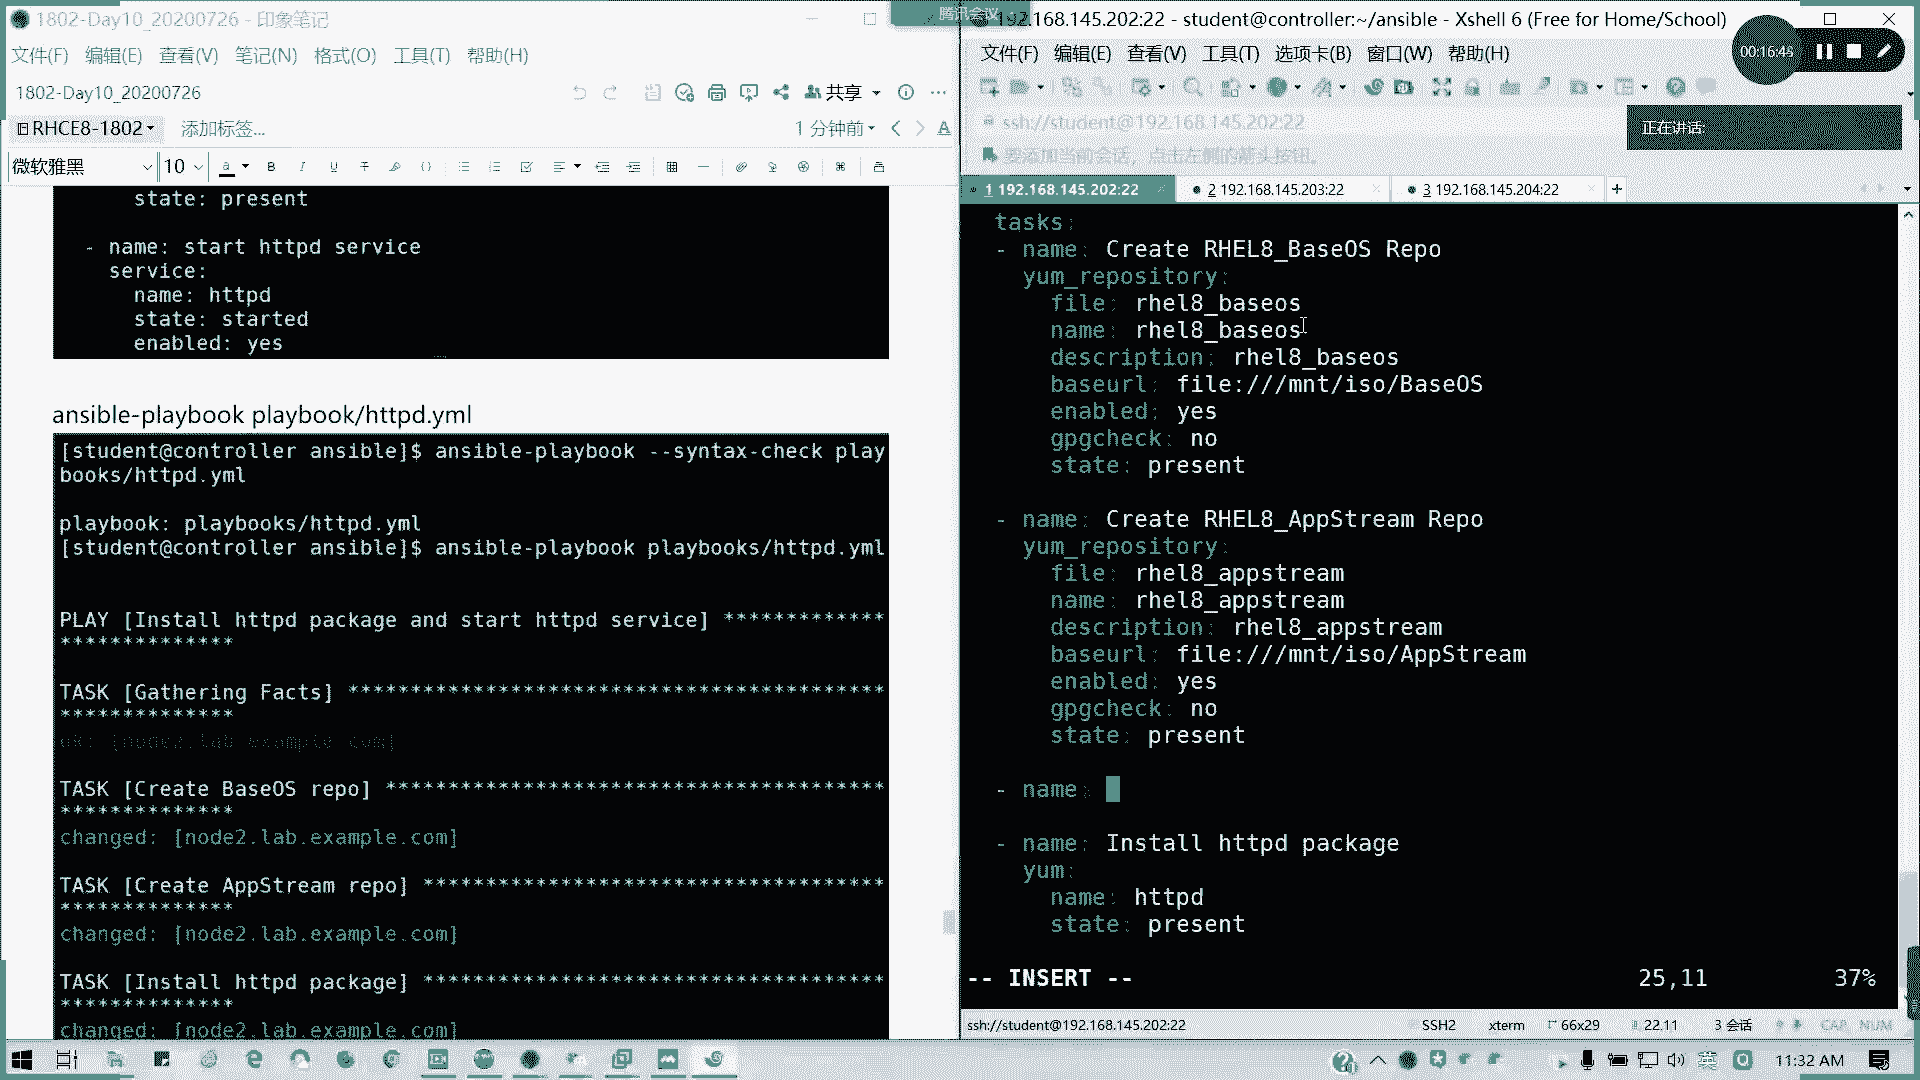 1802-Day10_20200726 - 印象笔记
文件(F) 编辑(E) 查看(V) 笔记(N) 格式(O) 工具(T) 帮助(H)
1802-Day10_20200726
共享
RHCE8-1802 添加标签...
1 分钟前
微软雅黑 10
state: present
- name: start httpd service
service:
name: httpd
state: started
enabled: yes
ansible-playbook playbook/httpd.yml
[student@controller ansible]$ ansible-playbook --syntax-check play
books/httpd.yml
playbook: playbooks/httpd.yml
[student@controller ansible]$ ansible-playbook playbooks/httpd.yml
PLAY [Install httpd package and start httpd service] *************
**************
TASK [Gathering Facts] *******************************************
**************
ok: [node2.lab.example.com]
TASK [Create BaseOS repo] ****************************************
**************
changed: [node2.lab.example.com]
TASK [Create AppStream repo] *************************************
**************
changed: [node2.lab.example.com]
TASK [Install httpd package] *************************************
**************
changed: [node2.lab.example.com]
腾讯会议
192.168.145.202:22 - student@controller:~/ansible - Xshell 6 (Free for Home/School)
文件(F) 编辑(E) 查看(V) 工具(T) 选项卡(B) 窗口(W) 帮助(H)
00:16:45
ssh://student@192.168.145.202:22
正在讲话:
要添加当前会话，点击左侧的箭头按钮。
1 192.168.145.202:22 2 192.168.145.203:22 3 192.168.145.204:22
tasks:
- name: Create RHEL8_BaseOS Repo
yum_repository:
file: rhel8_baseos
name: rhel8_baseos
description: rhel8_baseos
baseurl: file:///mnt/iso/BaseOS
enabled: yes
gpgcheck: no
state: present
- name: Create RHEL8_AppStream Repo
yum_repository:
file: rhel8_appstream
name: rhel8_appstream
description: rhel8_appstream
baseurl: file:///mnt/iso/AppStream
enabled: yes
gpgcheck: no
state: present
- name:
- name: Install httpd package
yum:
name: httpd
state: present
-- INSERT -- 25,11 37%
ssh://student@192.168.145.202:22 SSH2 xterm 66x29 22,11 3 会话 CAP NUM
英 11:32 AM